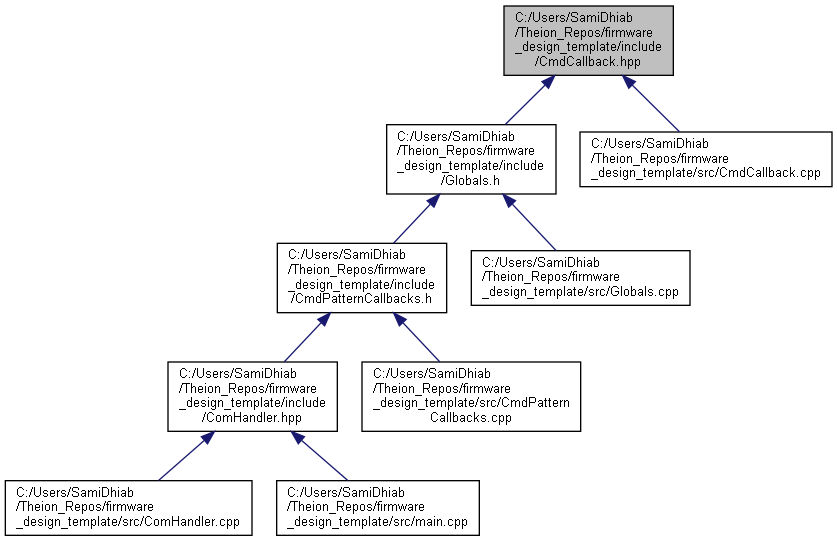 C:/Users/SamiDhiab
/Theion_Repos/firmware
_design_template/include
/CmdCallback.hpp
C:/Users/SamiDhiab
/Theion_Repos/firmware
_design_template/include
/Globals.h
C:/Users/SamiDhiab
/Theion_Repos/firmware
_design_template/src/CmdCallback.cpp
C:/Users/SamiDhiab
/Theion_Repos/firmware
_design_template/include
/CmdPatternCallbacks.h
C:/Users/SamiDhiab
/Theion_Repos/firmware
_design_template/src/Globals.cpp
C:/Users/SamiDhiab
/Theion_Repos/firmware
_design_template/include
/ComHandler.hpp
C:/Users/SamiDhiab
/Theion_Repos/firmware
_design_template/src/CmdPattern
Callbacks.cpp
C:/Users/SamiDhiab
/Theion_Repos/firmware
_design_template/src/ComHandler.cpp
C:/Users/SamiDhiab
/Theion_Repos/firmware
_design_template/src/main.cpp